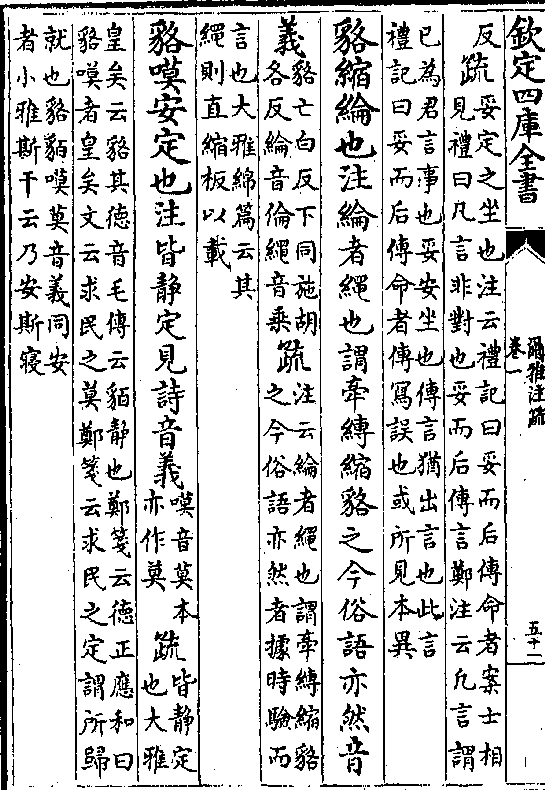 欽定四庫全書
爾雅注疏
卷一
五十一
反疏妥定之坐也注云禮記曰妥而后傳命者案士相
見禮曰凡言非對也妥而后傳言鄭注云凡言謂
已為君言事也妥安坐也傳言猶出言也此言
禮記曰妥而后傳命者傳寫誤也或所見本異
貉縮綸也注綸者繩也謂牽縛縮貉之今俗語亦然音
義貉亡白反下同施胡
各反綸音倫繩音乘疏注云綸者繩也謂牽縛縮貉
之今俗語亦然者據時驗而
言也大雅綿篇云其
繩則直縮板以載
貉嗼安定也注皆静定見詩音義嗼音莫本
亦作莫疏皆静定
也大雅
皇矣云貉其德音毛傳云貊静也鄭箋云德正應和曰
貉嗼者皇矣文云求民之莫鄭箋云求民之定謂所歸
就也貉貊嗼莫音義同安
者小雅斯干云乃安斯寝